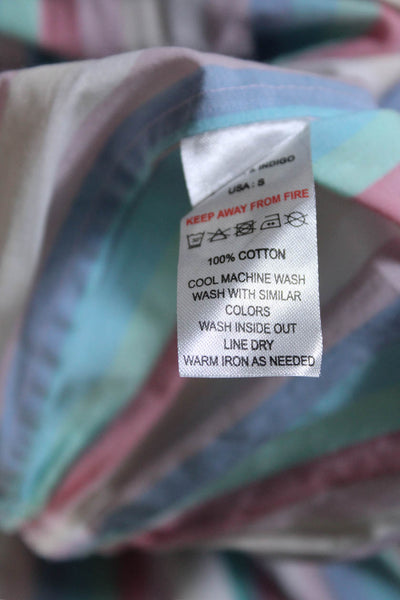 & INDIGO
USA : S
KEEP AWAY FROM FIRE
100% COTTON
COOL MACHINE WASH
WASH WITH SIMILAR
COLORS
WASH INSIDE OUT
LINE DRY
WARM IRON AS NEEDED